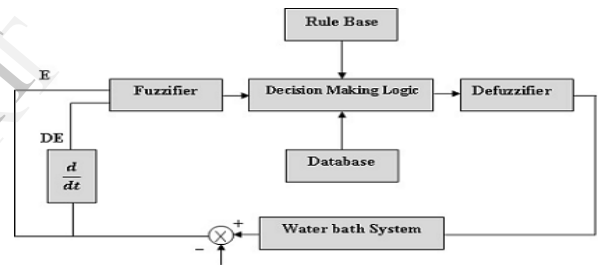 Rule Base
E
Fuzzifier
Decision Making Logic
Defuzzifier
DE
d
dt
Database
+
Water bath System
−